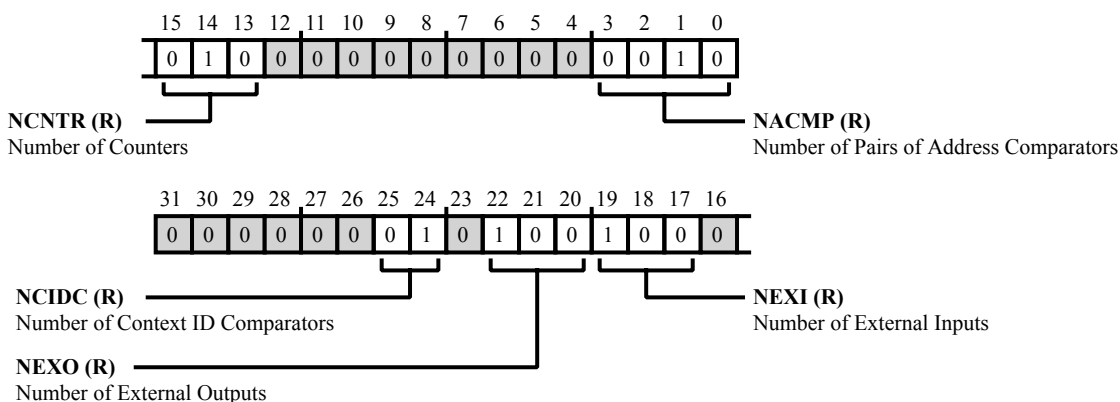 15 14 13 12 11 10 9 8 7 6 5 4 3 2 1 0
0 1 0 0 0 0 0 0 0 0 0 0 0 0 1 0
NCNTR (R)
Number of Counters
NACMP (R)
Number of Pairs of Address Comparators
31 30 29 28 27 26 25 24 23 22 21 20 19 18 17 16
0 0 0 0 0 0 0 1 0 1 0 0 1 0 0 0
NCIDC (R)
Number of Context ID Comparators
NEXI (R)
Number of External Inputs
NEXO (R)
Number of External Outputs